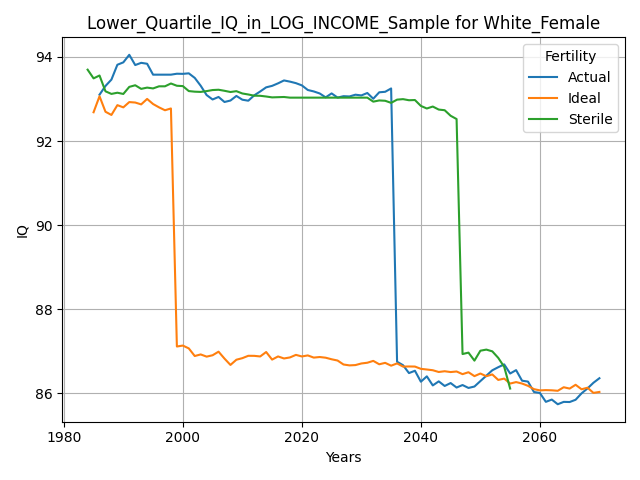 Lower_Quartile_IQ_in_LOG_INCOME_Sample for White_Female
Fertility
Actual
Ideal
Sterile
94
92
90
88
86
IQ
1980
2000
2020
2040
2060
Years